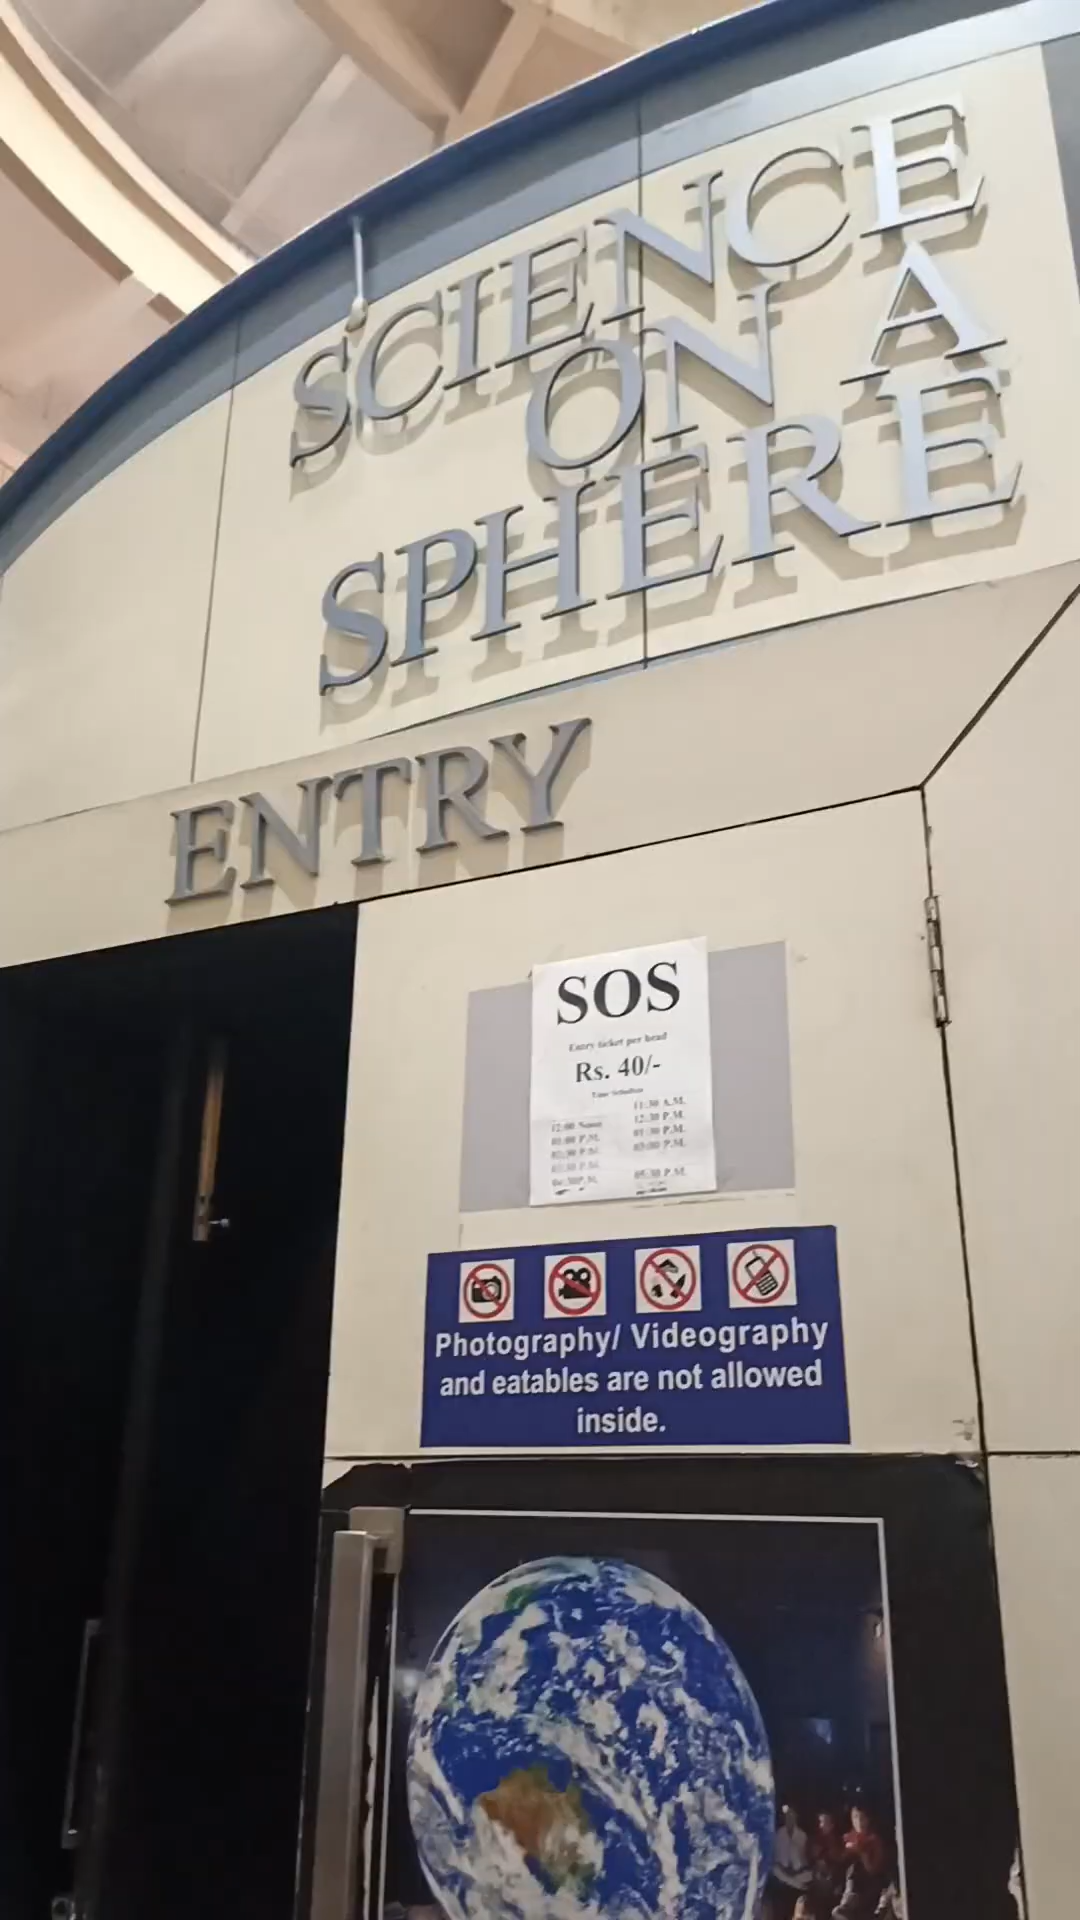 SCIENCE
ON A
SPHERE
ENTRY
SOS
Entry ticket per head
Rs. 40/-
11:30 A.M.
12:00 Noon 12:30 P.M.
01:00 P.M. 01:30 P.M.
03:00 P.M.
Photography/ Videography
and eatables are not allowed
inside.